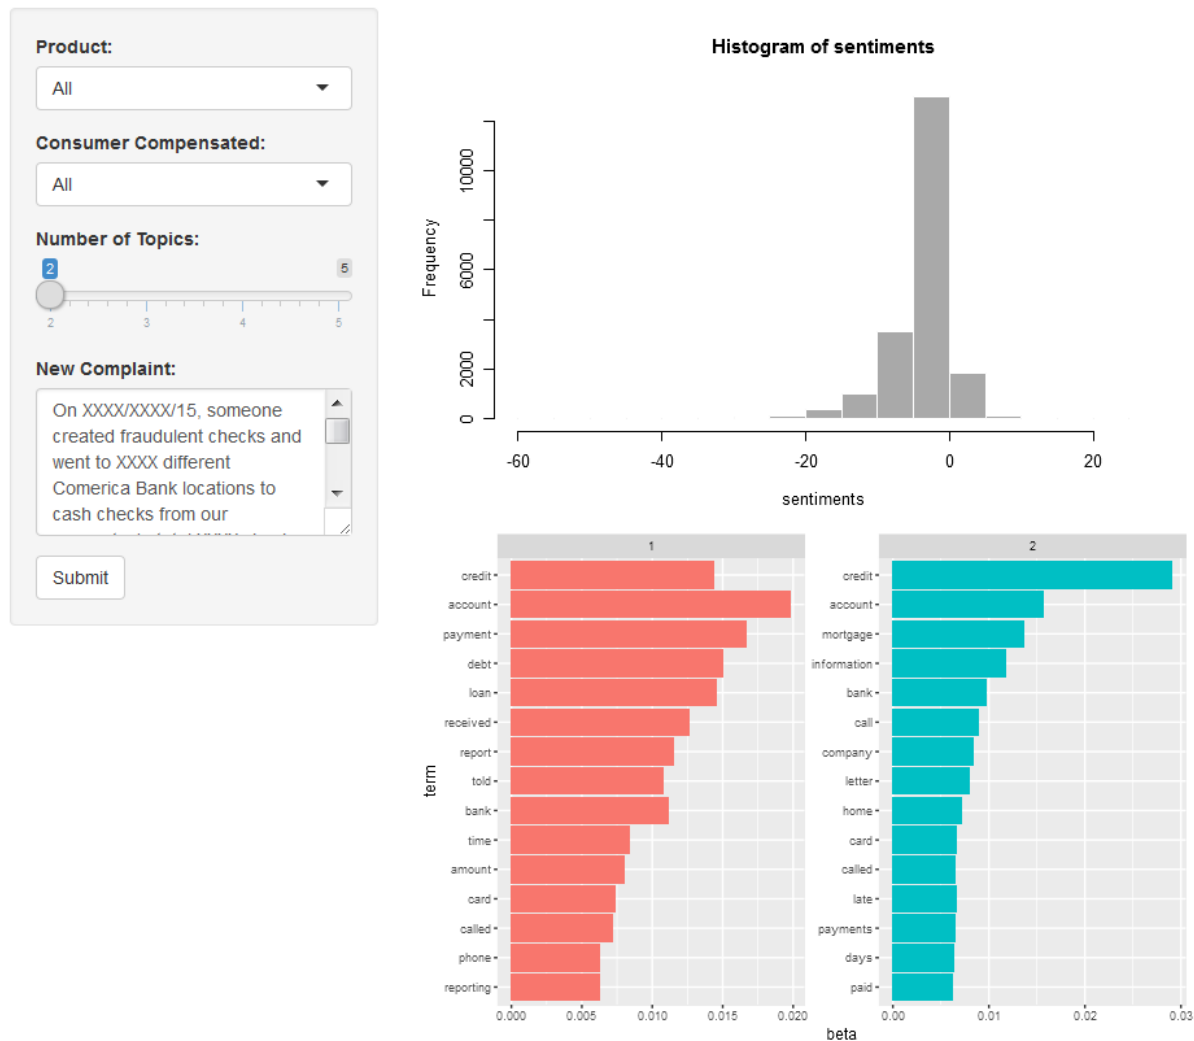 Product:
All
Consumer Compensated:
All
Number of Topics:
2 5
2 3 4 5
New Complaint:
On XXXX/XXXX/15, someone
created fraudulent checks and
went to XXXX different
Comerica Bank locations to
cash checks from our
Submit
Histogram of sentiments
Frequency
0 2000 6000 10000
-60 -40 -20 0 20
sentiments
term
1
credit
account
payment
debt
loan
received
report
told
bank
time
amount
card
called
phone
reporting
0.000 0.005 0.010 0.015 0.020
2
credit
account
mortgage
information
bank
call
company
letter
home
card
called
late
payments
days
paid
0.00 0.01 0.02 0.03
beta